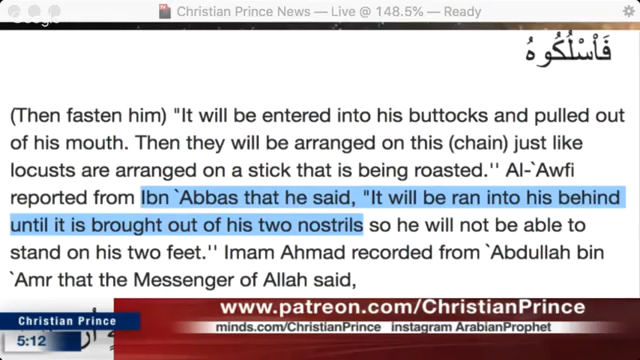 Christian Prince News — Live @ 148.5% — Ready
فَاسْلُكُوهُ
(Then fasten him) "It will be entered into his buttocks and pulled out
of his mouth. Then they will be arranged on this (chain) just like
locusts are arranged on a stick that is being roasted.'' Al-`Awfi
reported from Ibn `Abbas that he said, "It will be ran into his behind
until it is brought out of his two nostrils so he will not be able to
stand on his two feet.'' Imam Ahmad recorded from `Abdullah bin
`Amr that the Messenger of Allah said,
www.patreon.com/ChristianPrince
Christian Prince
minds.com/ChristianPrince instagram ArabianProphet
5:12